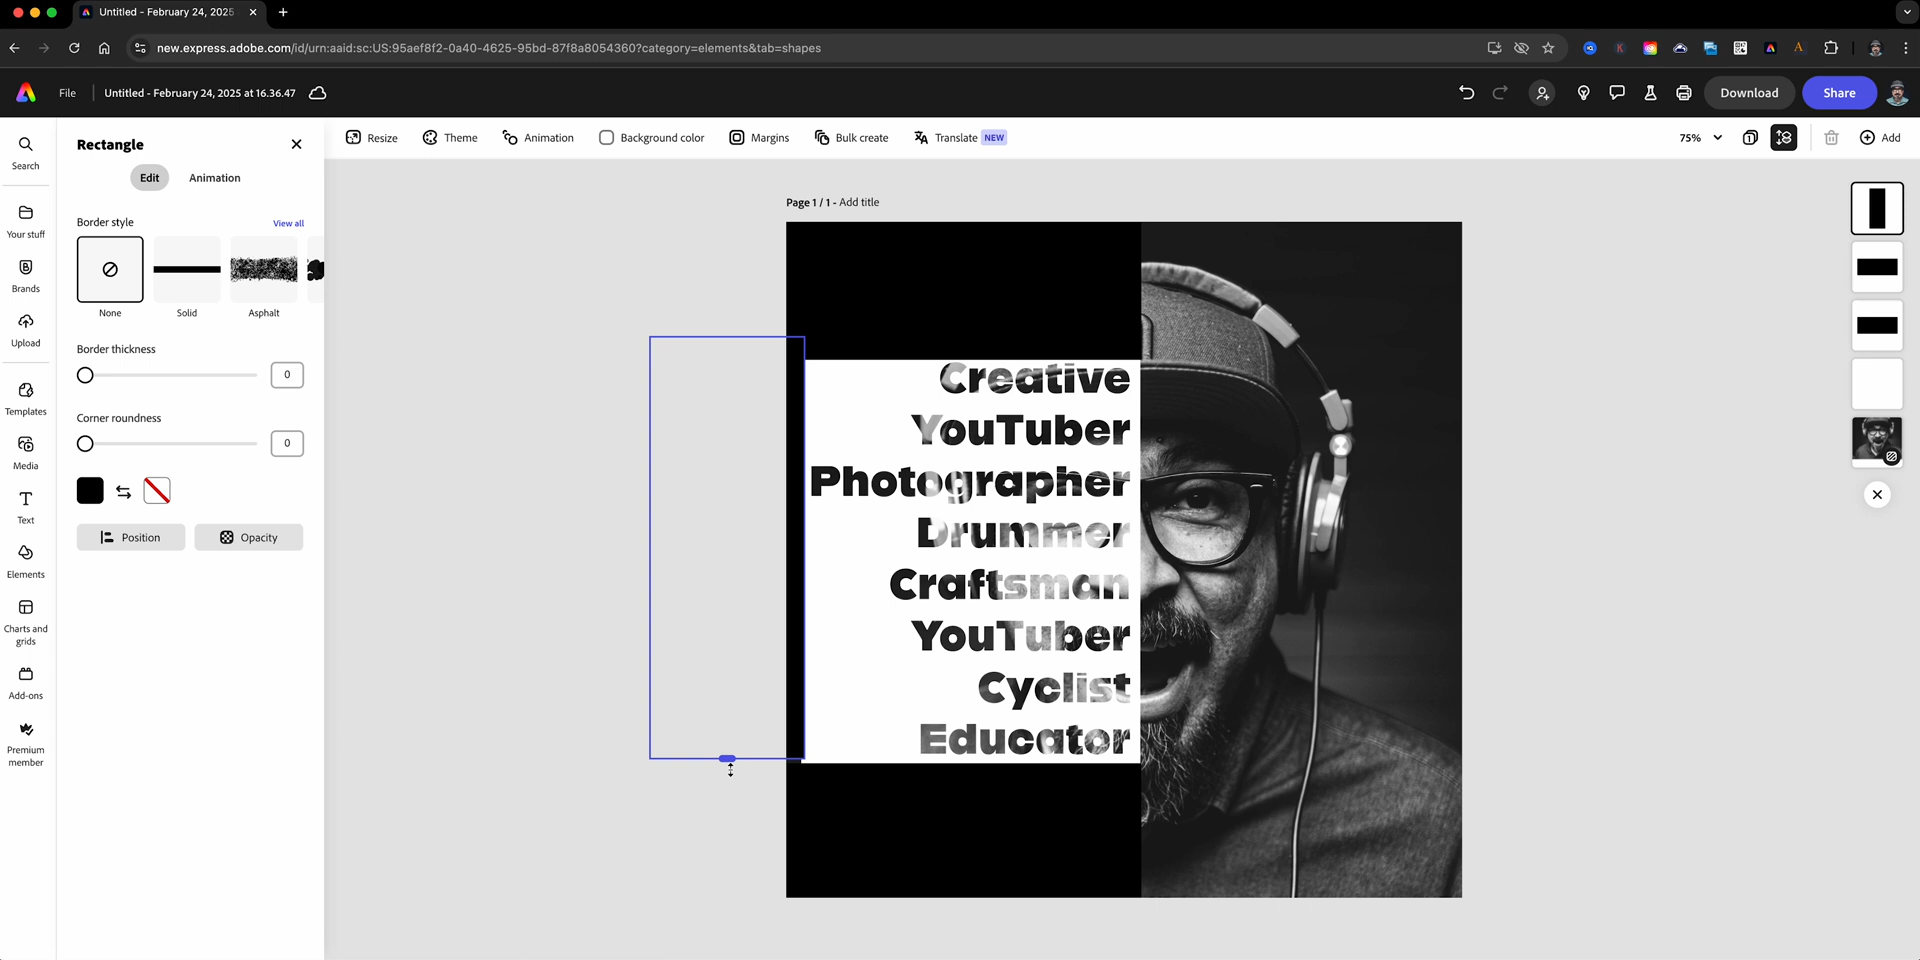 Untitled - February 24, 2025
new.express.adobe.com/id/urn:aaid:sc:US:95aef8f2-0a40-4625-95bd-87f8a8054360?category=elements&tab=shapes
File
Untitled - February 24, 2025 at 16.36.47
Download
Share
Search
Your stuff
Brands
Upload
Templates
Media
Text
Elements
Charts and
grids
Add-ons
Premium
member
Rectangle
Edit
Animation
Border style
View all
None
Solid
Asphalt
Border thickness
0
Corner roundness
0
Position
Opacity
Resize
Theme
Animation
Background color
Margins
Bulk create
Translate NEW
75%
Add
Page 1 / 1 - Add title
Creative
YouTuber
Photographer
Drummer
Craftsman
YouTuber
Cyclist
Educator